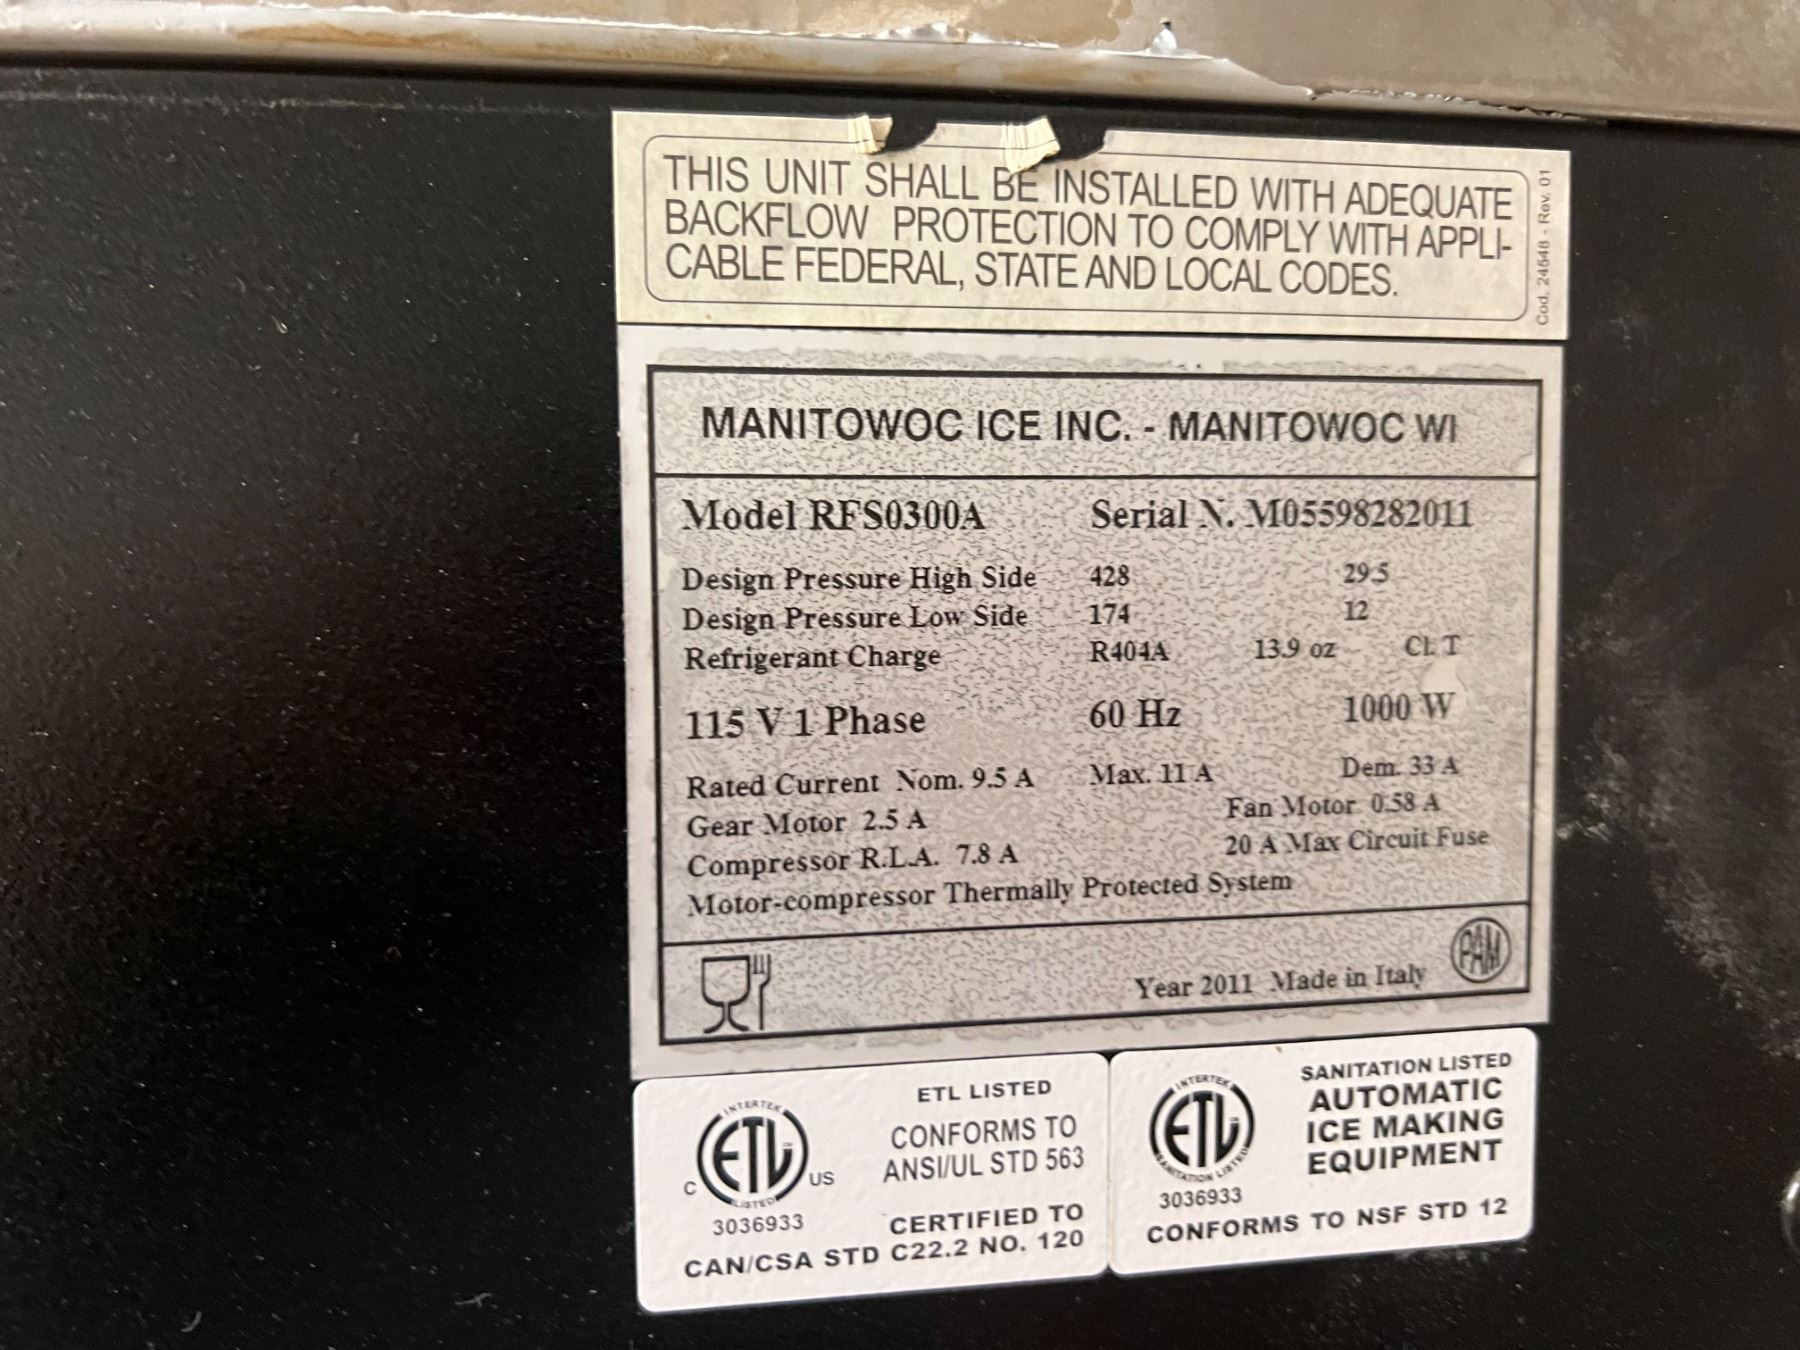 THIS UNIT SHALL BE INSTALLED WITH ADEQUATE
BACKFLOW PROTECTION TO COMPLY WITH APPLI-
CABLE FEDERAL, STATE AND LOCAL CODES.
Cod. 24548 - Rev. 01
MANITOWOC ICE INC. - MANITOWOC WI
Model RFS0300A Serial N. M05598282011
Design Pressure High Side 428 29.5
Design Pressure Low Side 174 12
Refrigerant Charge R404A 13.9 oz Cl. T
115 V 1 Phase 60 Hz 1000 W
Rated Current Nom. 9.5 A Max. 11 A Dem. 33 A
Gear Motor 2.5 A Fan Motor 0.58 A
Compressor R.L.A. 7.8 A 20 A Max Circuit Fuse
Motor-compressor Thermally Protected System
Year 2011 Made in Italy
PAM
INTERTEK
ETL
LISTED
C US
3036933
ETL LISTED
CONFORMS TO
ANSI/UL STD 563
CERTIFIED TO
CAN/CSA STD C22.2 NO. 120
INTERTEK
ETL
SANITATION LISTED
3036933
SANITATION LISTED
AUTOMATIC
ICE MAKING
EQUIPMENT
CONFORMS TO NSF STD 12